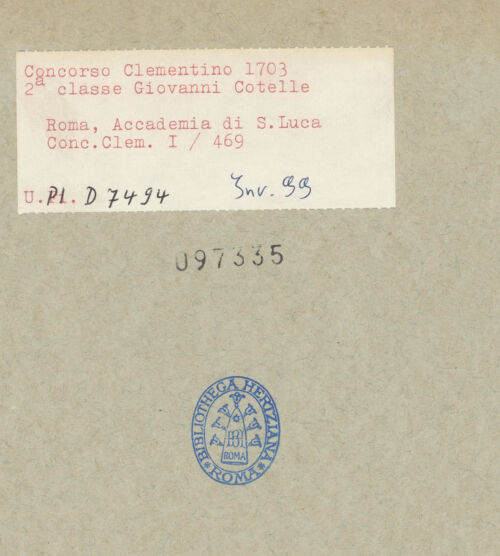 Concorso Clementino 1703
2ª classe Giovanni Cotelle
Roma, Accademia di S.Luca
Conc.Clem. I / 469
Pl. D 7494
Inv. 99
097335
BIBLIOTHECA HERTZIANA
ROMA
* ROMA *